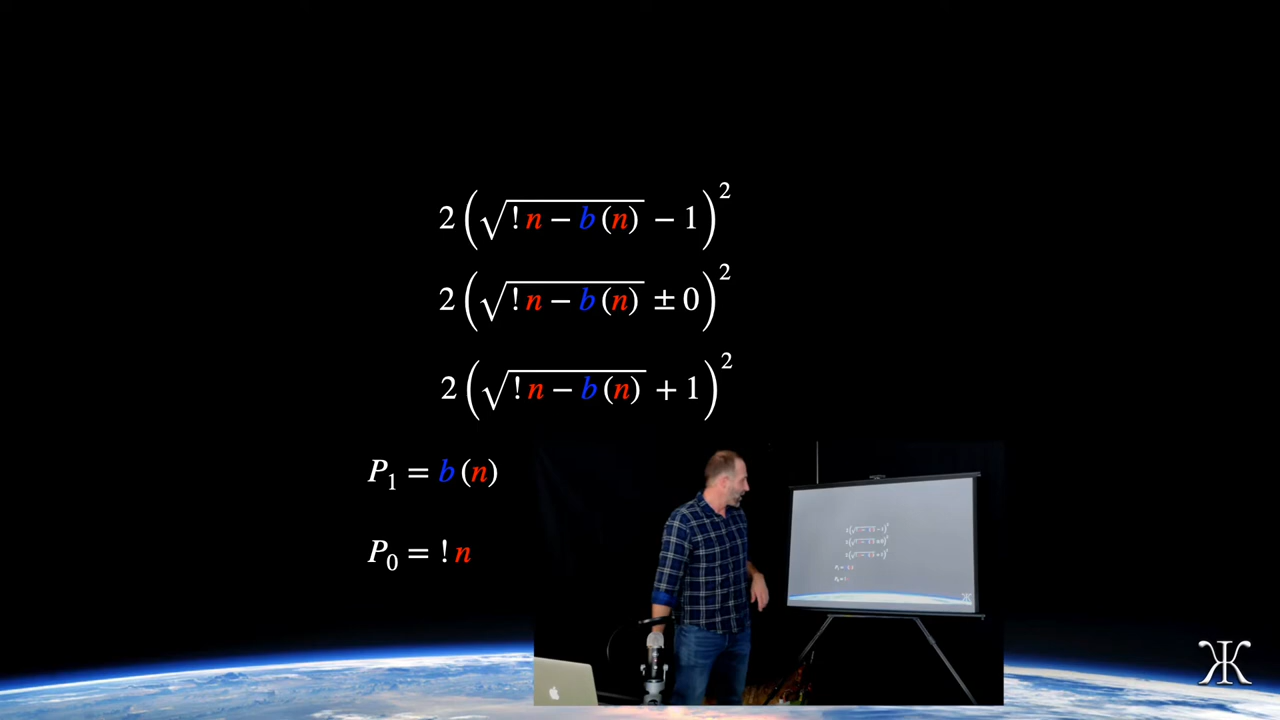 2(√(!n − b(n)) − 1)²
2(√(!n − b(n)) ± 0)²
2(√(!n − b(n)) + 1)²
P₁ = b(n)
P₀ = !n